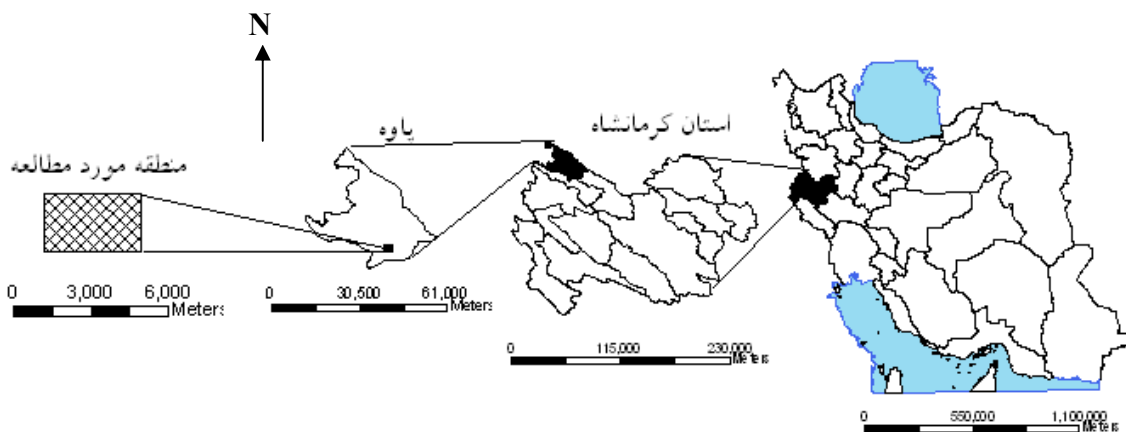 N
استان کرمانشاه
یاوه
منطقه مورد مطالعه
0 3,000 6,000
Meters
0 30,500 61,000
Meters
0 115,000 230,000
Meters
0 550,000 1,100,000
Meters